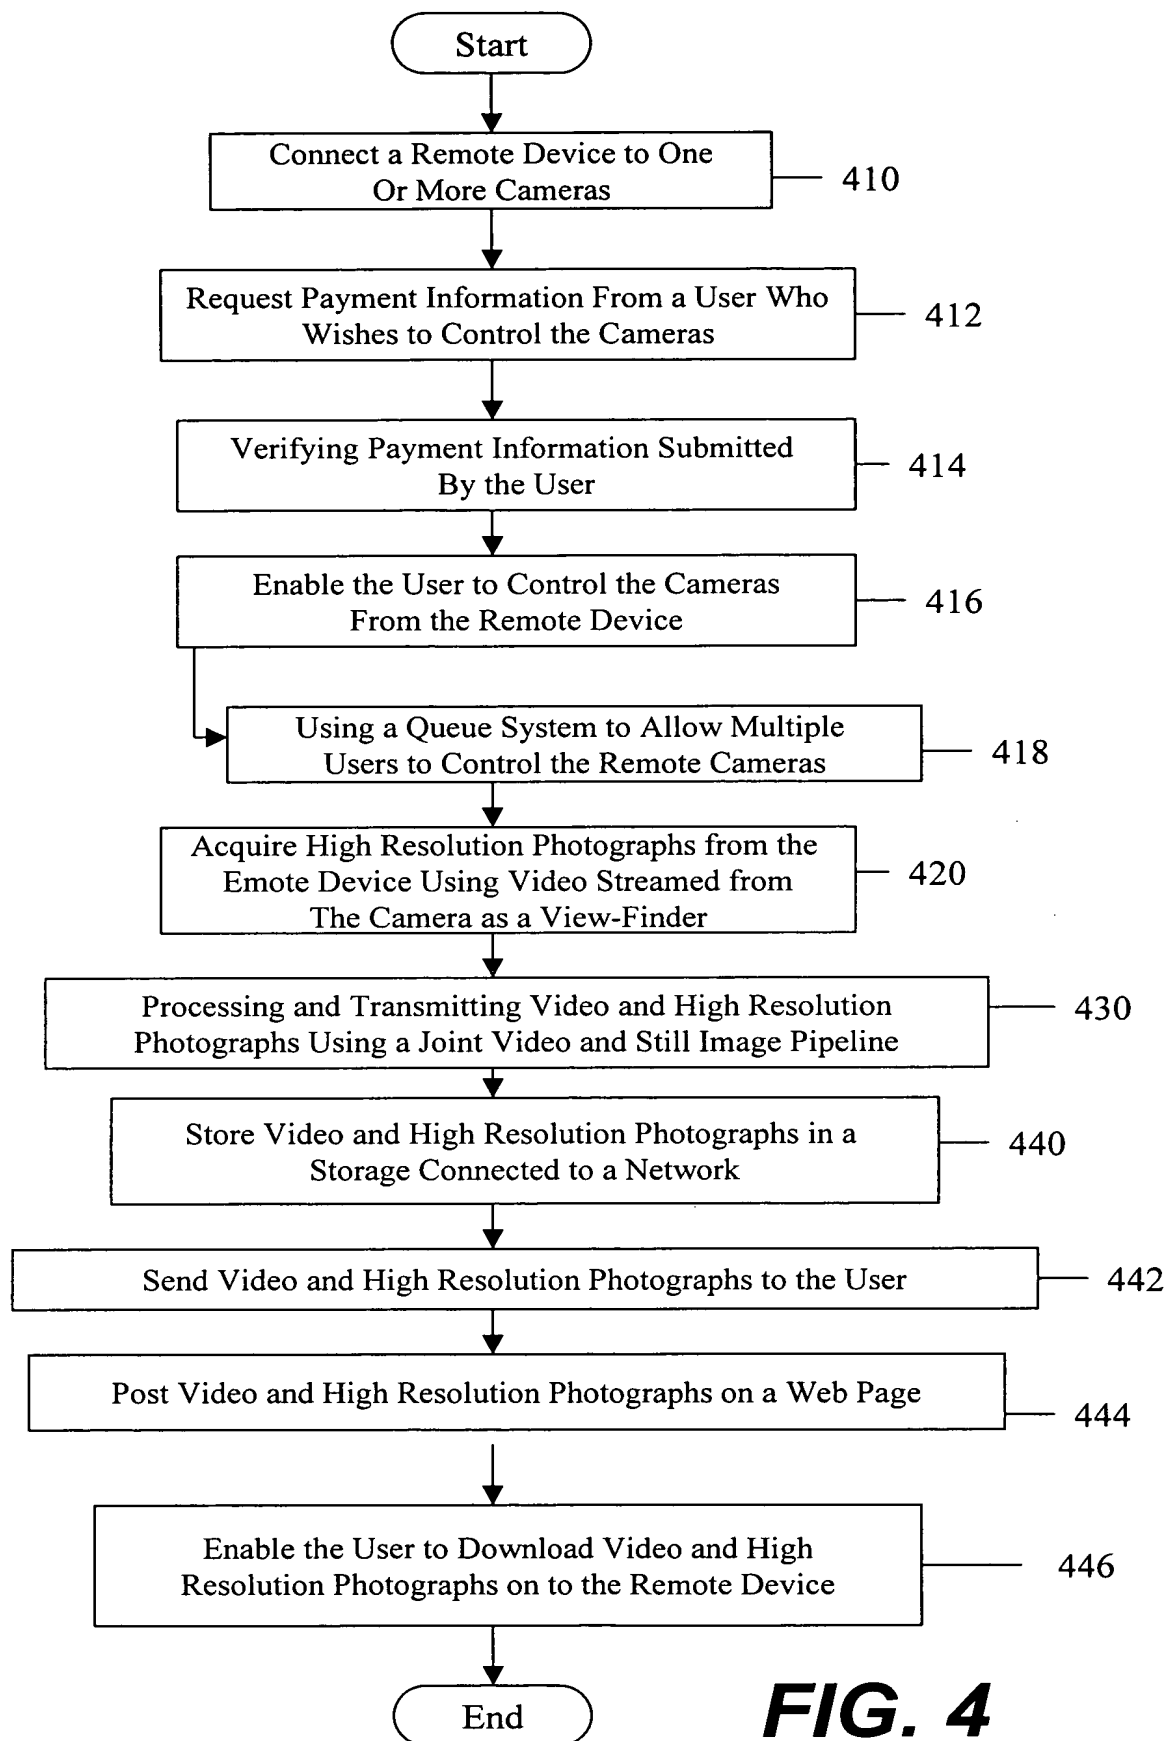 Start
Connect a Remote Device to One
Or More Cameras
410
Request Payment Information From a User Who
Wishes to Control the Cameras
412
Verifying Payment Information Submitted
By the User
414
Enable the User to Control the Cameras
From the Remote Device
416
Using a Queue System to Allow Multiple
Users to Control the Remote Cameras
418
Acquire High Resolution Photographs from the
Emote Device Using Video Streamed from
The Camera as a View-Finder
420
Processing and Transmitting Video and High Resolution
Photographs Using a Joint Video and Still Image Pipeline
430
Store Video and High Resolution Photographs in a
Storage Connected to a Network
440
Send Video and High Resolution Photographs to the User
442
Post Video and High Resolution Photographs on a Web Page
444
Enable the User to Download Video and High
Resolution Photographs on to the Remote Device
446
End
FIG. 4